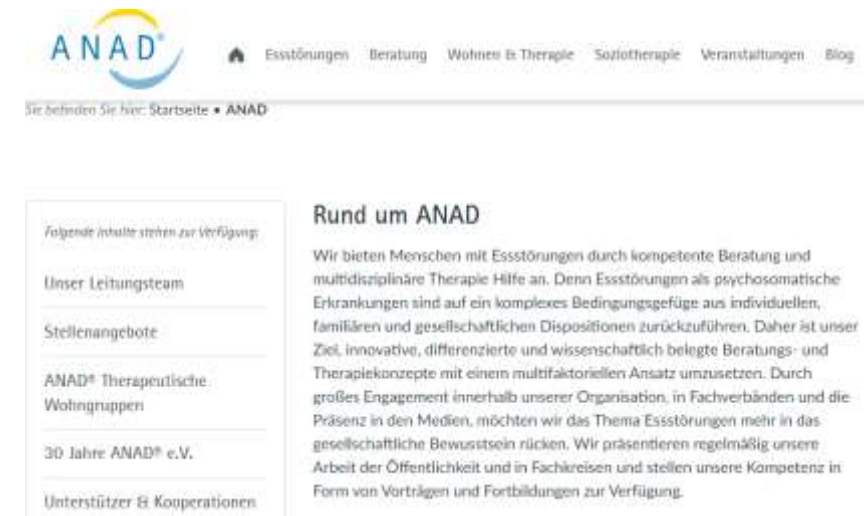 ANAD®
Essstörungen Beratung Wohnen & Therapie Soziotherapie Veranstaltungen Blog
Sie befinden Sie hier: Startseite • ANAD
Folgende Inhalte stehen zur Verfügung:
Unser Leitungsteam
Stellenangebote
ANAD® Therapeutische
Wohngruppen
30 Jahre ANAD® e.V.
Unterstützer & Kooperationen
Rund um ANAD
Wir bieten Menschen mit Essstörungen durch kompetente Beratung und
multidisziplinäre Therapie Hilfe an. Denn Essstörungen als psychosomatische
Erkrankungen sind auf ein komplexes Bedingungsgefüge aus individuellen,
familiären und gesellschaftlichen Dispositionen zurückzuführen. Daher ist unser
Ziel, innovative, differenzierte und wissenschaftlich belegte Beratungs- und
Therapiekonzepte mit einem multifaktoriellen Ansatz umzusetzen. Durch
großes Engagement innerhalb unserer Organisation, in Fachverbänden und die
Präsenz in den Medien, möchten wir das Thema Essstörungen mehr in das
gesellschaftliche Bewusstsein rücken. Wir präsentieren regelmäßig unsere
Arbeit der Öffentlichkeit und in Fachkreisen und stellen unsere Kompetenz in
Form von Vorträgen und Fortbildungen zur Verfügung.